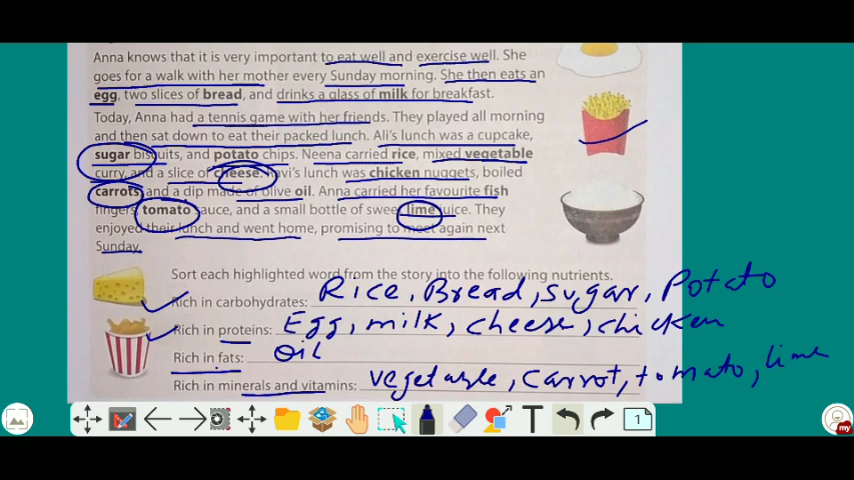 Anna knows that it is very important to eat well and exercise well. She
goes for a walk with her mother every Sunday morning. She then eats an
egg, two slices of bread, and drinks a glass of milk for breakfast.
Today, Anna had a tennis game with her friends. They played all morning
and then sat down to eat their packed lunch. Ali's lunch was a cupcake,
sugar biscuits, and potato chips. Neena carried rice, mixed vegetable
curry, and a slice of cheese. Ravi's lunch was chicken nuggets, boiled
carrots, and a dip made of olive oil. Anna carried her favourite fish
fingers, tomato sauce, and a small bottle of sweet lime juice. They
enjoyed their lunch and went home, promising to meet again next
Sunday.
Sort each highlighted word from the story into the following nutrients.
Rich in carbohydrates: Rice, Bread, sugar, Potato
Rich in proteins: Egg, milk, cheese, chicken
Rich in fats: Oil
Rich in minerals and vitamins: vegetable, carrot, tomato, lime
1
my